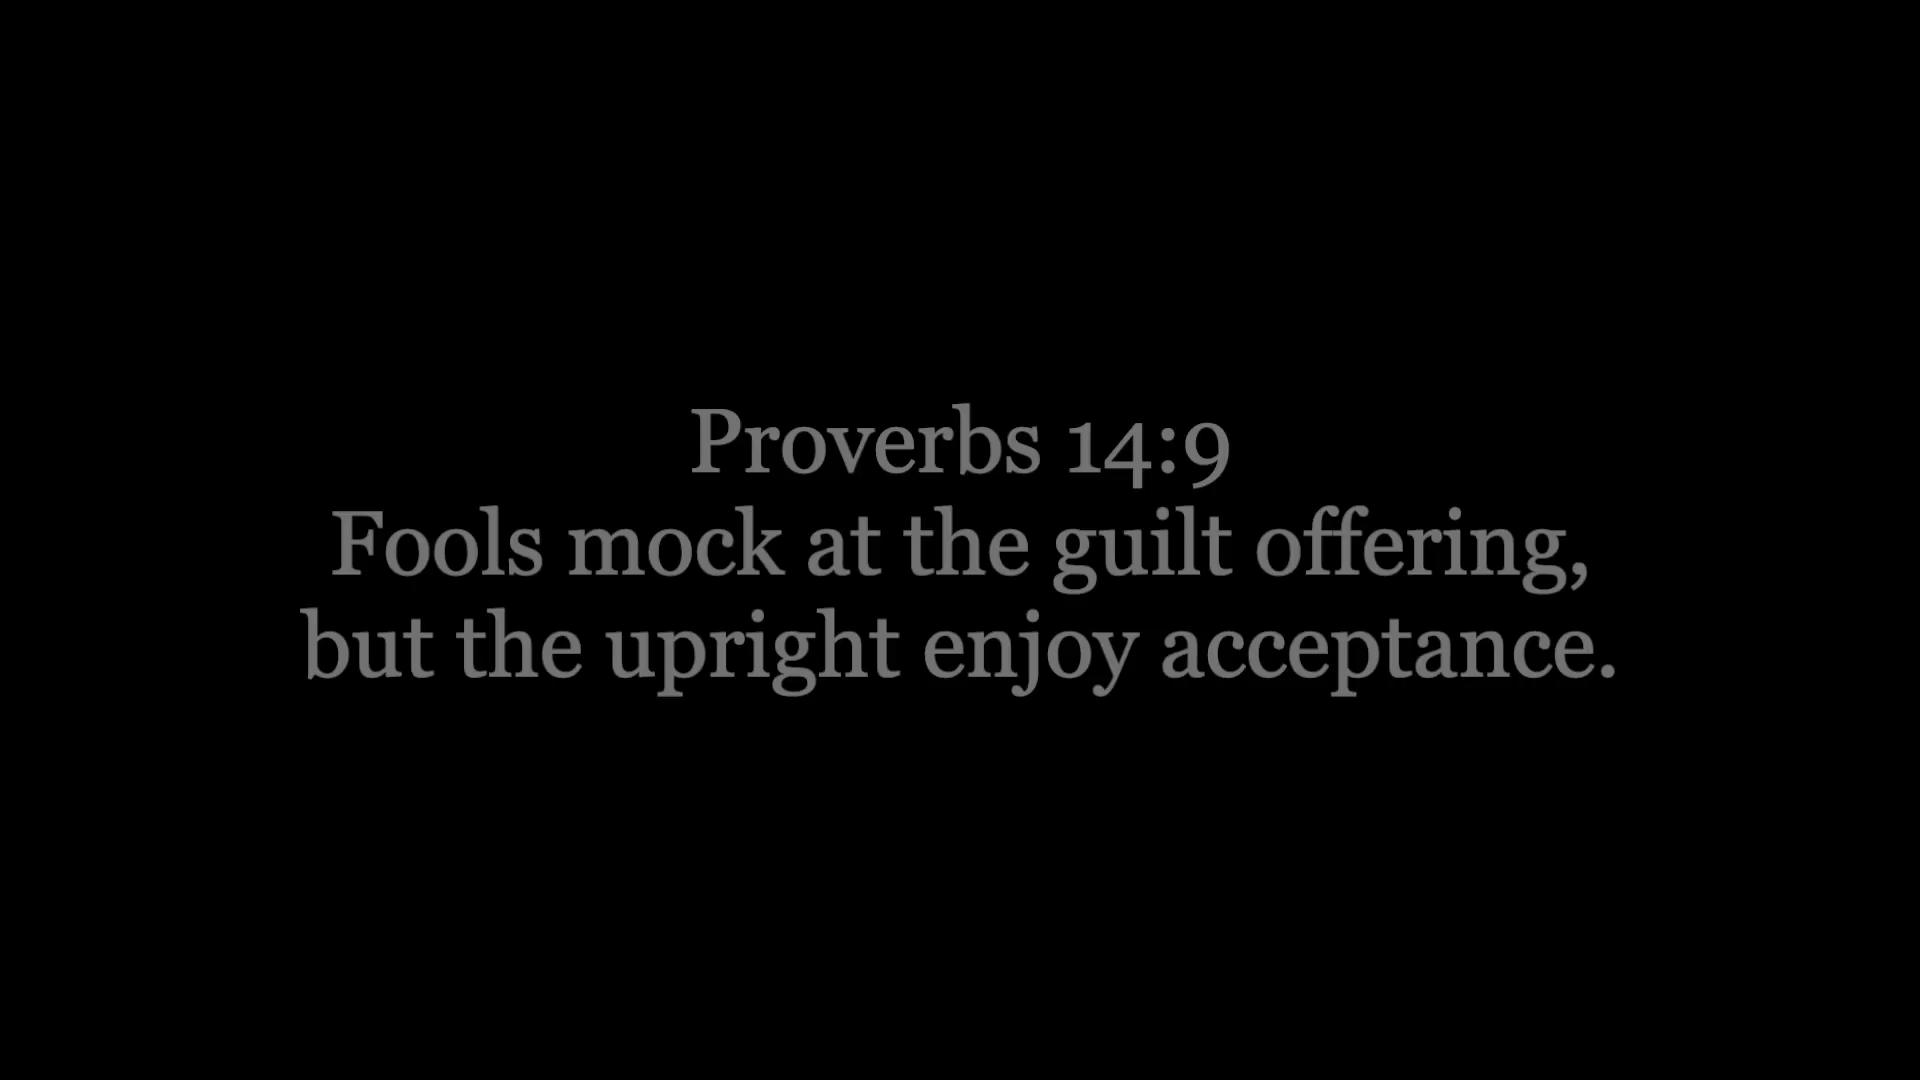 Proverbs 14:9
Fools mock at the guilt offering,
but the upright enjoy acceptance.